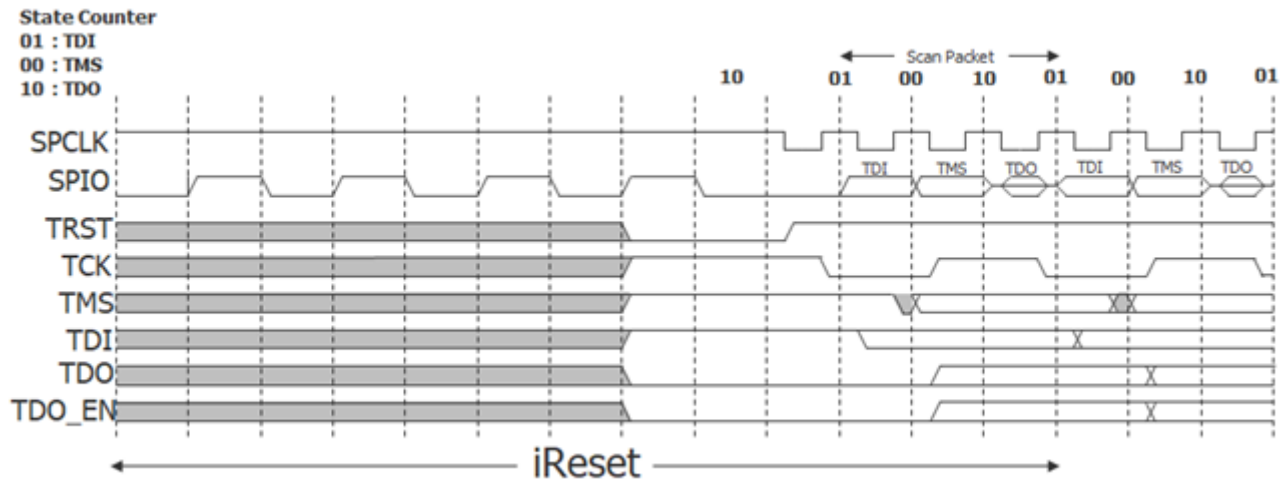 State Counter
01 : TDI
00 : TMS
10 : TDO
Scan Packet
10 01 00 10 01 00 10 01
SPCLK
SPIO
TDI TMS TDO TDI TMS TDO
TRST
TCK
TMS
TDI
TDO
TDO_EN
iReset